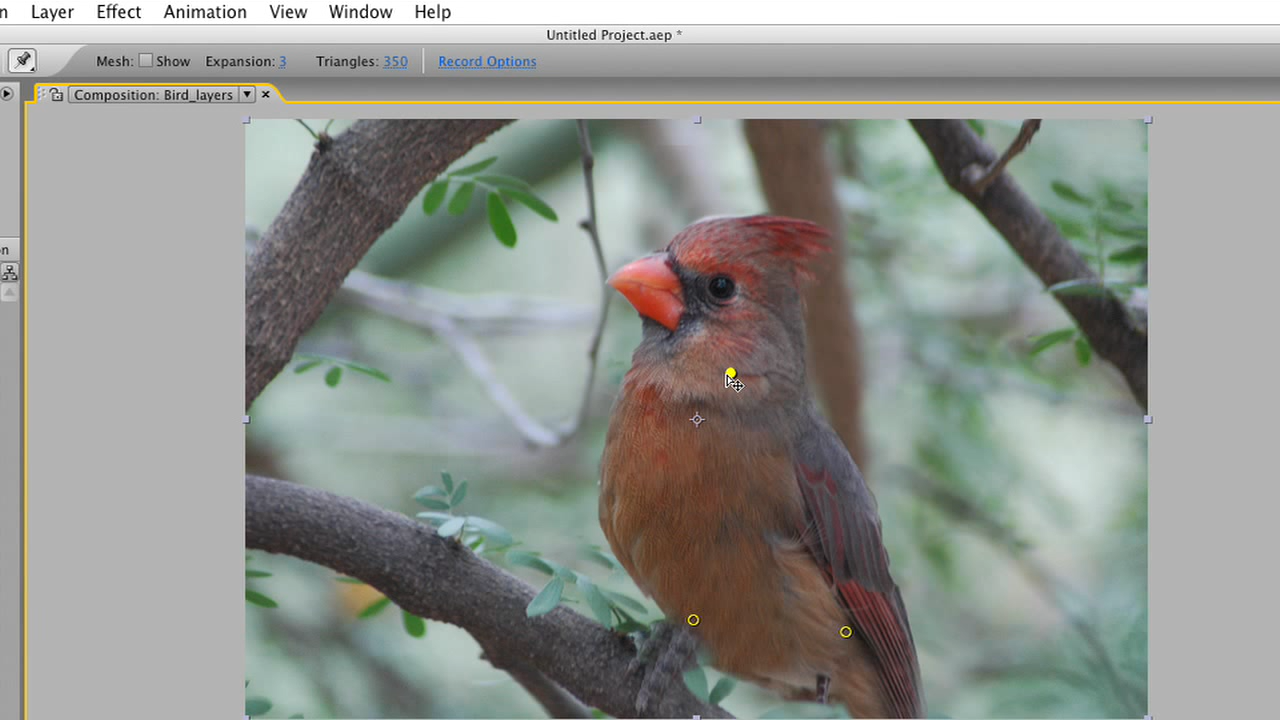 n Layer Effect Animation View Window Help
Untitled Project.aep *
Mesh: Show Expansion: 3 Triangles: 350 Record Options
Composition: Bird_layers
on